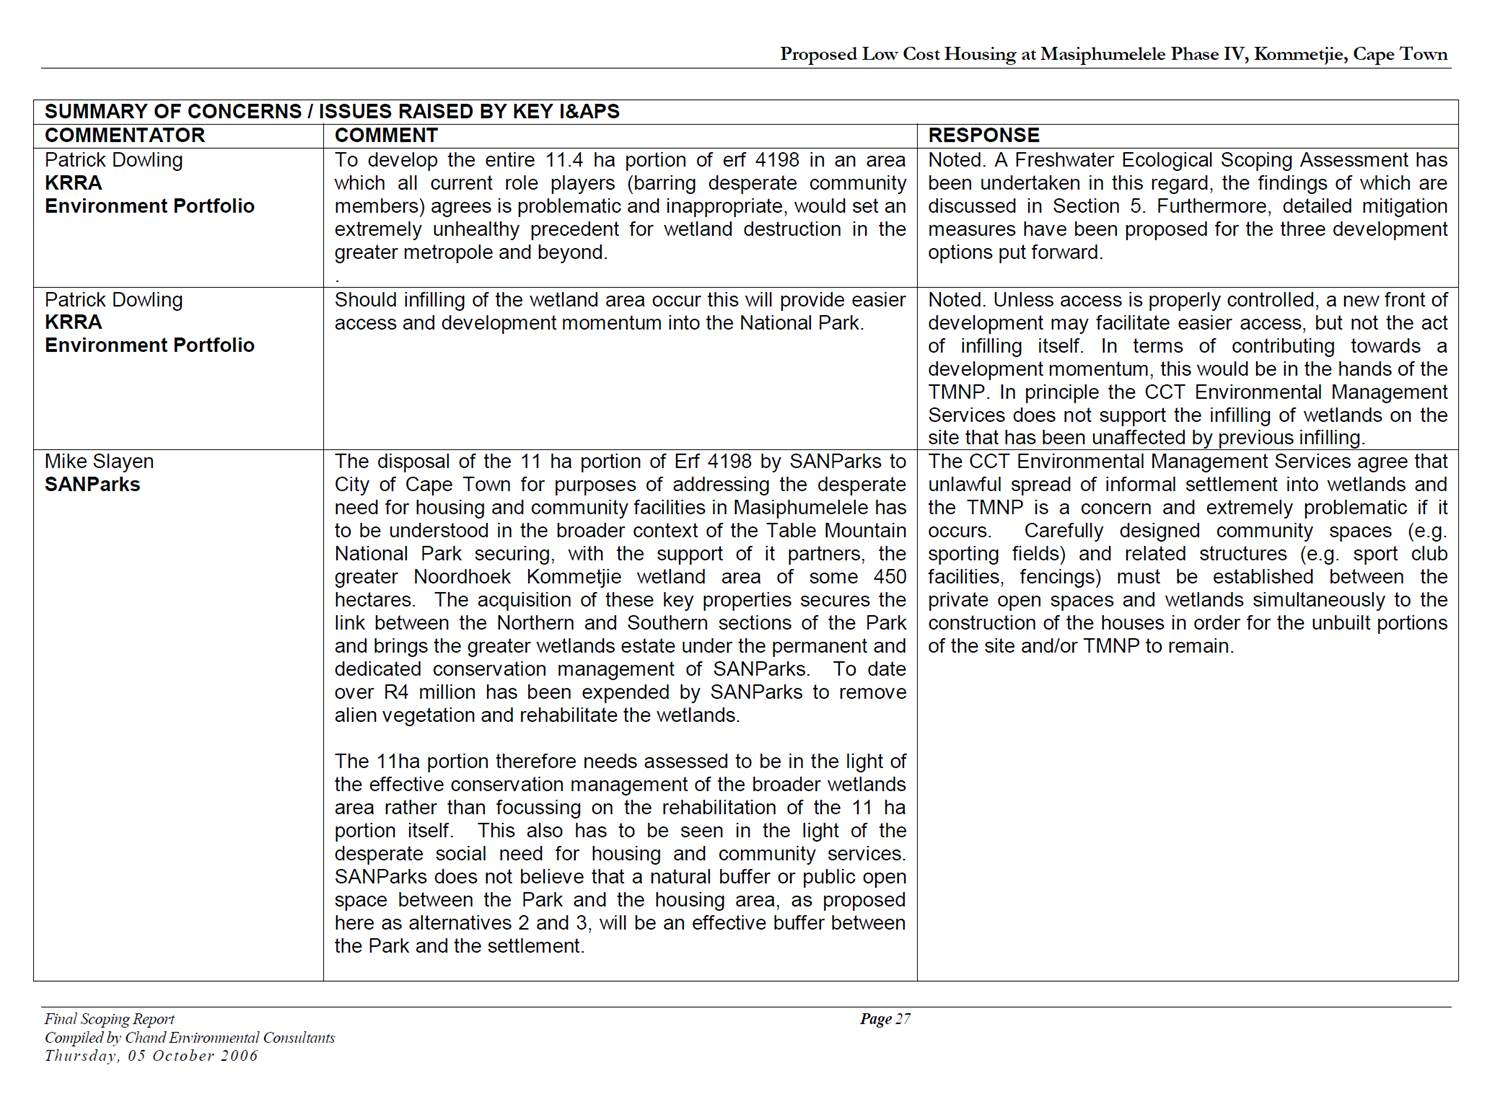 Proposed Low Cost Housing at Masiphumelele Phase IV, Kommetjie, Cape Town
SUMMARY OF CONCERNS / ISSUES RAISED BY KEY I&APS
COMMENTATOR
COMMENT
RESPONSE
Patrick Dowling
KRRA
Environment Portfolio
To develop the entire 11.4 ha portion of erf 4198 in an area
which all current role players (barring desperate community
members) agrees is problematic and inappropriate, would set an
extremely unhealthy precedent for wetland destruction in the
greater metropole and beyond.
.
Noted. A Freshwater Ecological Scoping Assessment has
been undertaken in this regard, the findings of which are
discussed in Section 5. Furthermore, detailed mitigation
measures have been proposed for the three development
options put forward.
Patrick Dowling
KRRA
Environment Portfolio
Should infilling of the wetland area occur this will provide easier
access and development momentum into the National Park.
Noted. Unless access is properly controlled, a new front of
development may facilitate easier access, but not the act
of infilling itself. In terms of contributing towards a
development momentum, this would be in the hands of the
TMNP. In principle the CCT Environmental Management
Services does not support the infilling of wetlands on the
site that has been unaffected by previous infilling.
Mike Slayen
SANParks
The disposal of the 11 ha portion of Erf 4198 by SANParks to
City of Cape Town for purposes of addressing the desperate
need for housing and community facilities in Masiphumelele has
to be understood in the broader context of the Table Mountain
National Park securing, with the support of it partners, the
greater Noordhoek Kommetjie wetland area of some 450
hectares. The acquisition of these key properties secures the
link between the Northern and Southern sections of the Park
and brings the greater wetlands estate under the permanent and
dedicated conservation management of SANParks. To date
over R4 million has been expended by SANParks to remove
alien vegetation and rehabilitate the wetlands.
The 11ha portion therefore needs assessed to be in the light of
the effective conservation management of the broader wetlands
area rather than focussing on the rehabilitation of the 11 ha
portion itself. This also has to be seen in the light of the
desperate social need for housing and community services.
SANParks does not believe that a natural buffer or public open
space between the Park and the housing area, as proposed
here as alternatives 2 and 3, will be an effective buffer between
the Park and the settlement.
The CCT Environmental Management Services agree that
unlawful spread of informal settlement into wetlands and
the TMNP is a concern and extremely problematic if it
occurs. Carefully designed community spaces (e.g.
sporting fields) and related structures (e.g. sport club
facilities, fencings) must be established between the
private open spaces and wetlands simultaneously to the
construction of the houses in order for the unbuilt portions
of the site and/or TMNP to remain.
Final Scoping Report
Compiled by Chand Environmental Consultants
Thursday, 05 October 2006
Page 27